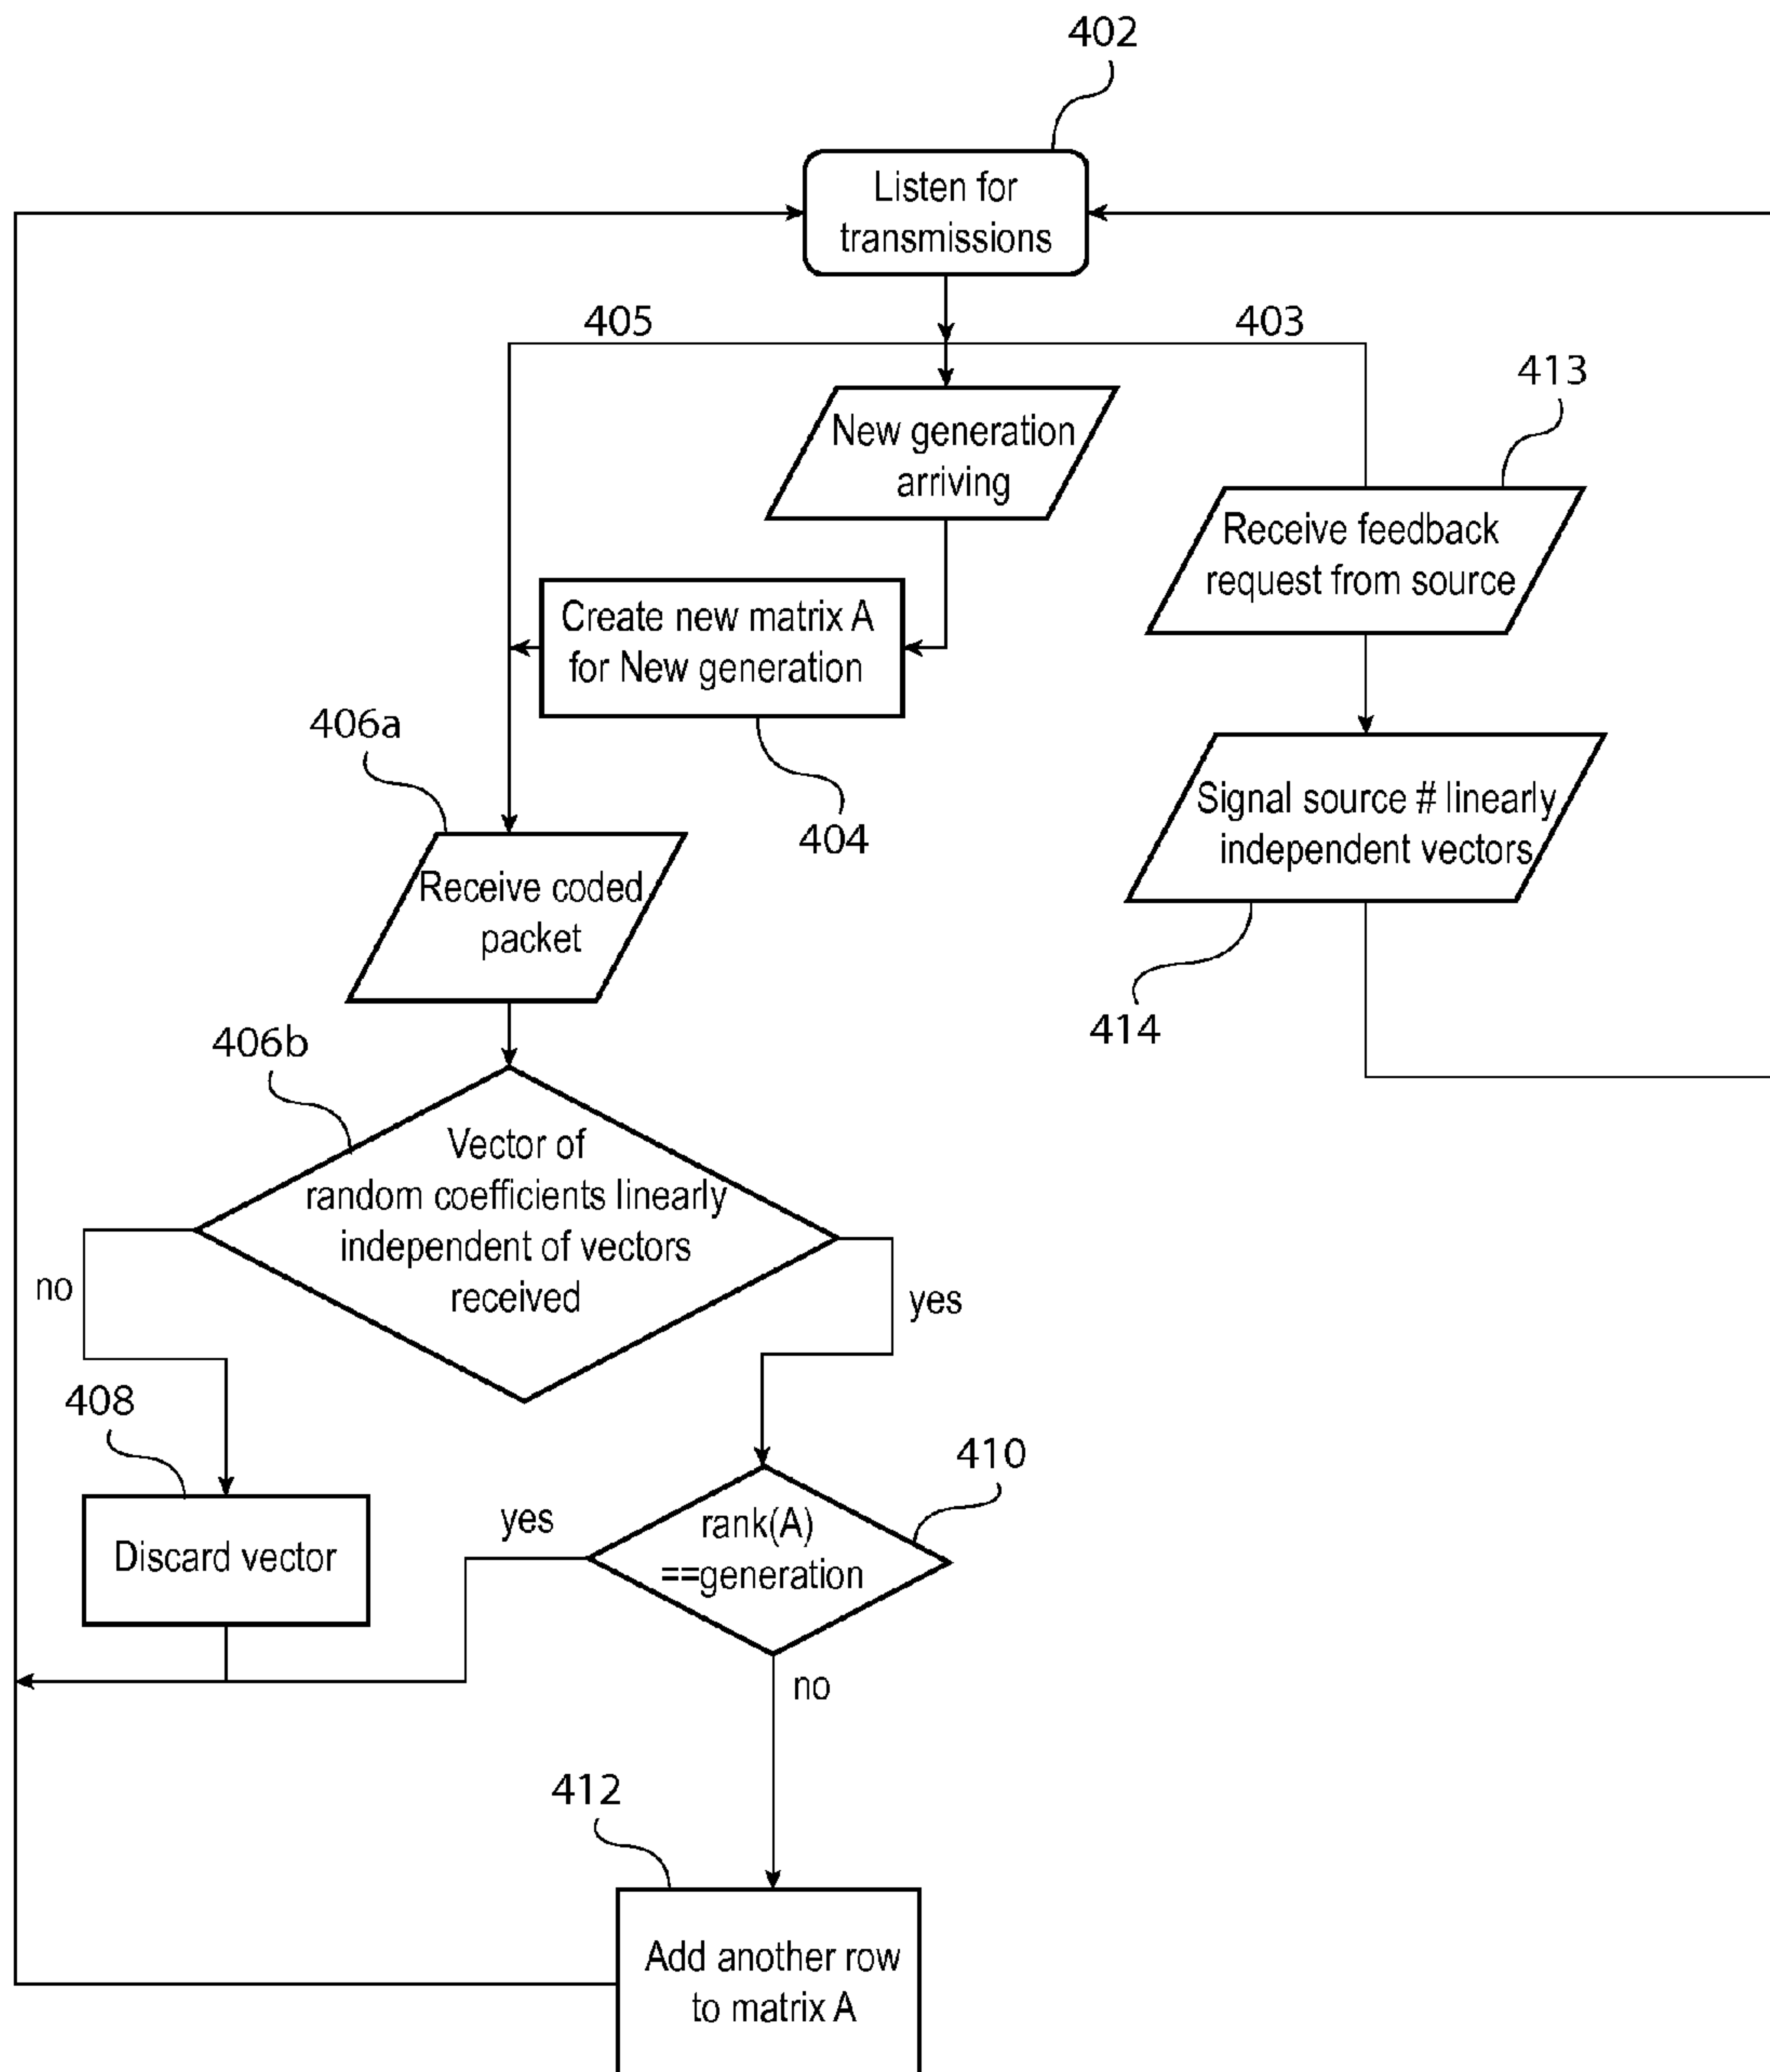 402
Listen for
transmissions
405
403
413
New generation
arriving
Receive feedback
request from source
Create new matrix A
for New generation
406a
404
Signal source # linearly
independent vectors
Receive coded
packet
414
406b
Vector of
random coefficients linearly
independent of vectors
received
no
yes
408
410
yes
rank(A)
==generation
Discard vector
no
412
Add another row
to matrix A